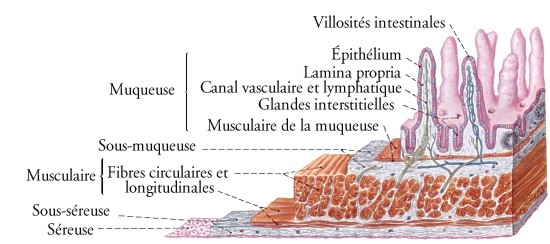 Villosités intestinales
Épithélium
Lamina propria
Muqueuse
Canal vasculaire et lymphatique
Glandes interstitielles
Musculaire de la muqueuse
Sous-muqueuse
Musculaire
Fibres circulaires et
longitudinales
Sous-séreuse
Séreuse